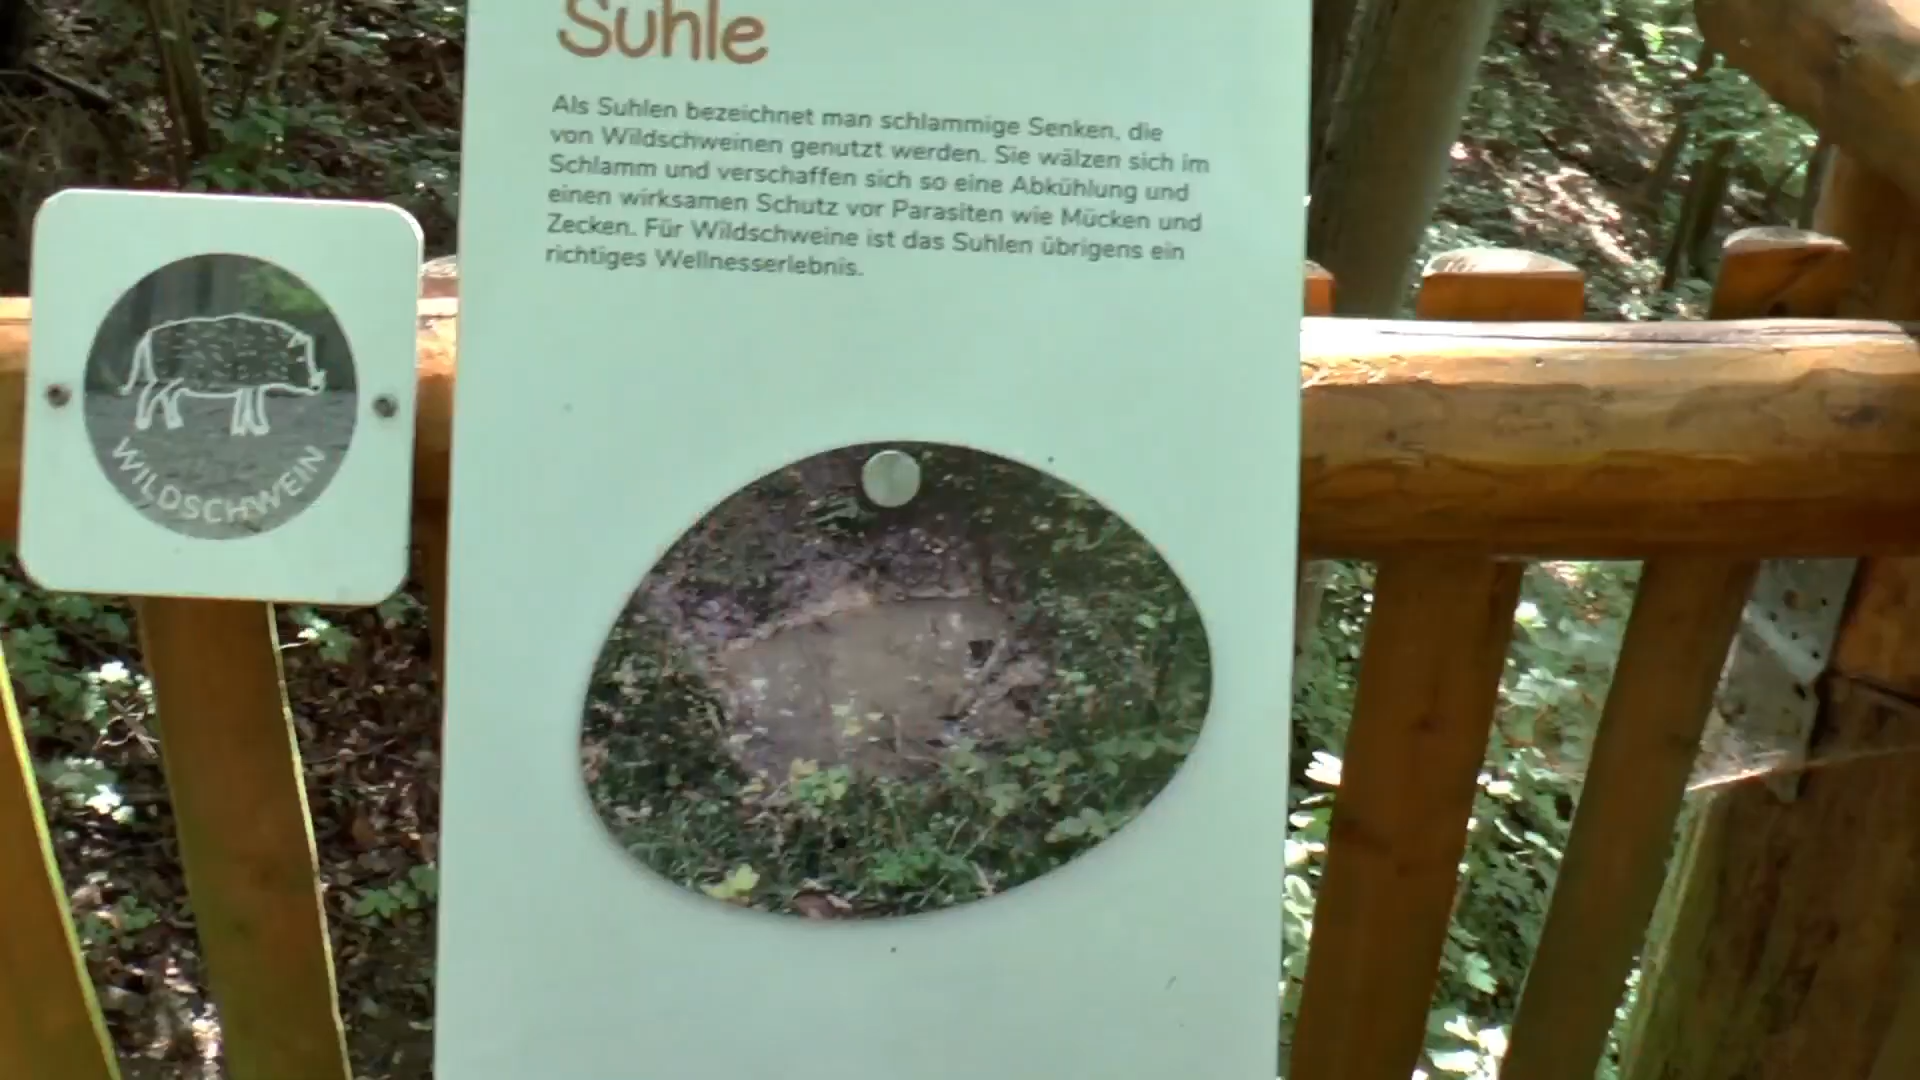 Suhle
Als Suhlen bezeichnet man schlammige Senken, die
von Wildschweinen genutzt werden. Sie wälzen sich im
Schlamm und verschaffen sich so eine Abkühlung und
einen wirksamen Schutz vor Parasiten wie Mücken und
Zecken. Für Wildschweine ist das Suhlen übrigens ein
richtiges Wellnesserlebnis.
WILDSCHWEIN